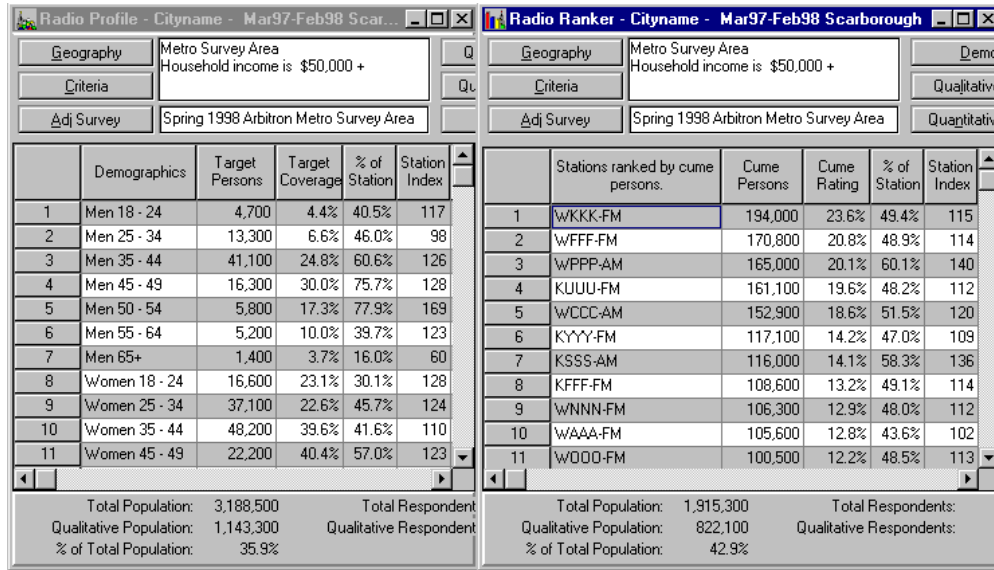 Radio Profile - Cityname - Mar97-Feb98 Scar...
Geography
Metro Survey Area
Household income is $50,000 +
Q
Criteria
Qu
Adj Survey
Spring 1998 Arbitron Metro Survey Area
Demographics Target Persons Target Coverage % of Station Station Index
1 Men 18 - 24 4,700 4.4% 40.5% 117
2 Men 25 - 34 13,300 6.6% 46.0% 98
3 Men 35 - 44 41,100 24.8% 60.6% 126
4 Men 45 - 49 16,300 30.0% 75.7% 128
5 Men 50 - 54 5,800 17.3% 77.9% 169
6 Men 55 - 64 5,200 10.0% 39.7% 123
7 Men 65+ 1,400 3.7% 16.0% 60
8 Women 18 - 24 16,600 23.1% 30.1% 128
9 Women 25 - 34 37,100 22.6% 45.7% 124
10 Women 35 - 44 48,200 39.6% 41.6% 110
11 Women 45 - 49 22,200 40.4% 57.0% 123
Total Population: 3,188,500 Total Respondent
Qualitative Population: 1,143,300 Qualitative Respondent
% of Total Population: 35.9%
Radio Ranker - Cityname - Mar97-Feb98 Scarborough
Geography
Metro Survey Area
Household income is $50,000 +
Demo
Criteria
Qualitativ
Adj Survey
Spring 1998 Arbitron Metro Survey Area
Quantitativ
Stations ranked by cume persons. Cume Persons Cume Rating % of Station Station Index
1 WKKK-FM 194,000 23.6% 49.4% 115
2 WFFF-FM 170,800 20.8% 48.9% 114
3 WPPP-AM 165,000 20.1% 60.1% 140
4 KUUU-FM 161,100 19.6% 48.2% 112
5 WCCC-AM 152,900 18.6% 51.5% 120
6 KYYY-FM 117,100 14.2% 47.0% 109
7 KSSS-AM 116,000 14.1% 58.3% 136
8 KFFF-FM 108,600 13.2% 49.1% 114
9 WNNN-FM 106,300 12.9% 48.0% 112
10 WAAA-FM 105,600 12.8% 43.6% 102
11 WOOO-FM 100,500 12.2% 48.5% 113
Total Population: 1,915,300 Total Respondents:
Qualitative Population: 822,100 Qualitative Respondents:
% of Total Population: 42.9%